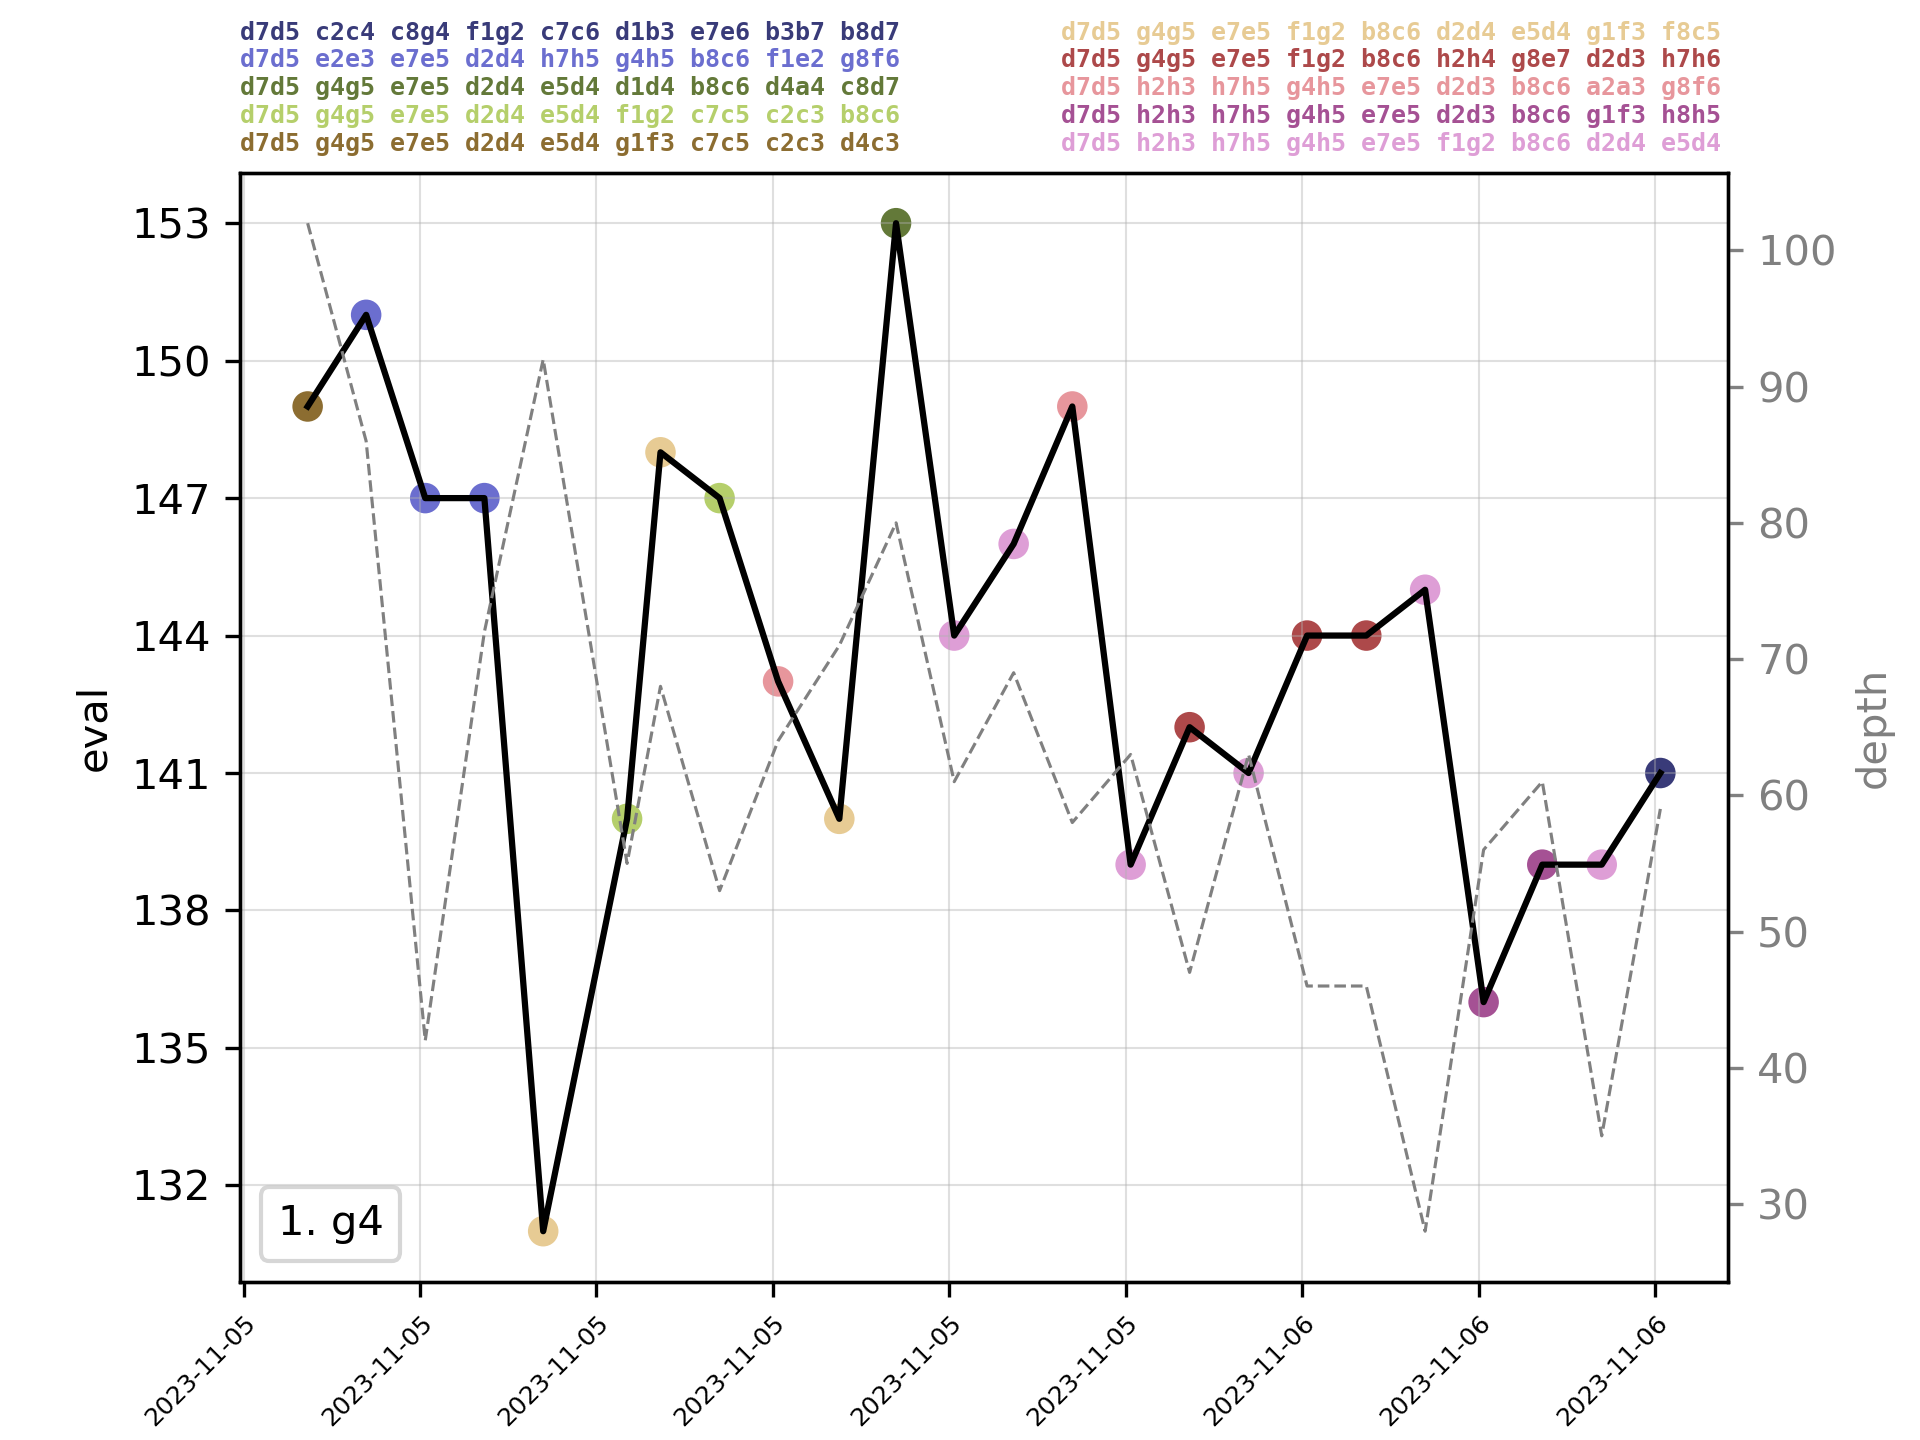 d7d5 c2c4 c8g4 f1g2 c7c6 d1b3 e7e6 b3b7 b8d7
d7d5 e2e3 e7e5 d2d4 h7h5 g4h5 b8c6 f1e2 g8f6
d7d5 g4g5 e7e5 d2d4 e5d4 d1d4 b8c6 d4a4 c8d7
d7d5 g4g5 e7e5 d2d4 e5d4 f1g2 c7c5 c2c3 b8c6
d7d5 g4g5 e7e5 d2d4 e5d4 g1f3 c7c5 c2c3 d4c3
d7d5 g4g5 e7e5 f1g2 b8c6 d2d4 e5d4 g1f3 f8c5
d7d5 g4g5 e7e5 f1g2 b8c6 h2h4 g8e7 d2d3 h7h6
d7d5 h2h3 h7h5 g4h5 e7e5 d2d3 b8c6 a2a3 g8f6
d7d5 h2h3 h7h5 g4h5 e7e5 d2d3 b8c6 g1f3 h8h5
d7d5 h2h3 h7h5 g4h5 e7e5 f1g2 b8c6 d2d4 e5d4
153
150
147
144
141
138
135
132
eval
100
90
80
70
60
50
40
30
depth
1. g4
2023-11-05
2023-11-05
2023-11-05
2023-11-05
2023-11-05
2023-11-05
2023-11-06
2023-11-06
2023-11-06